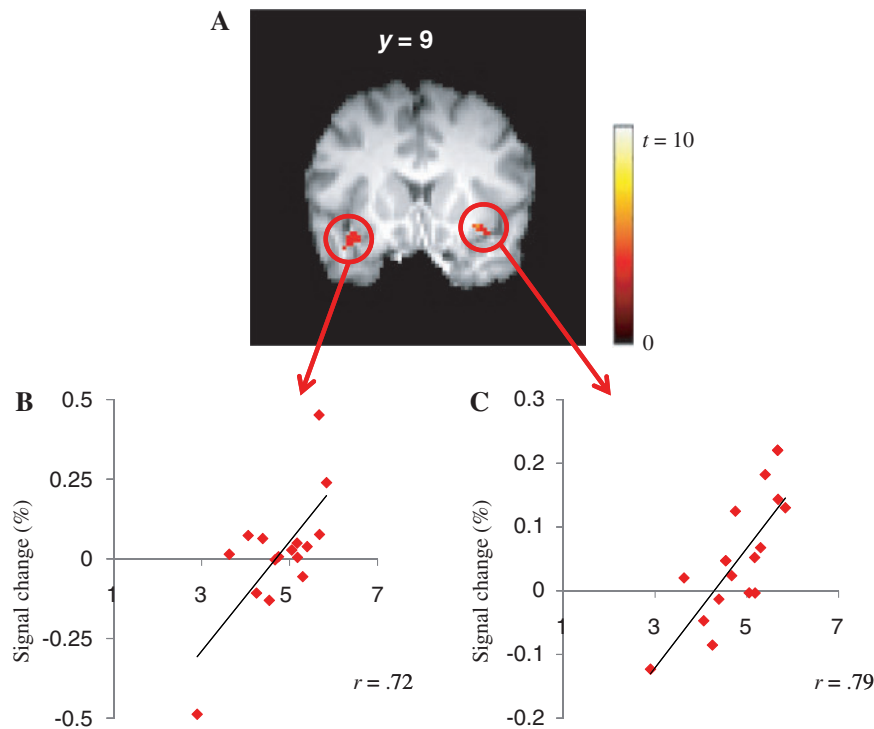 A
y = 9
t = 10
0
B
0.5
0.25
0
-0.25
-0.5
1
3
5
7
Signal change (%)
r = .72
C
0.3
0.2
0.1
0
-0.1
-0.2
1
3
5
7
Signal change (%)
r = .79